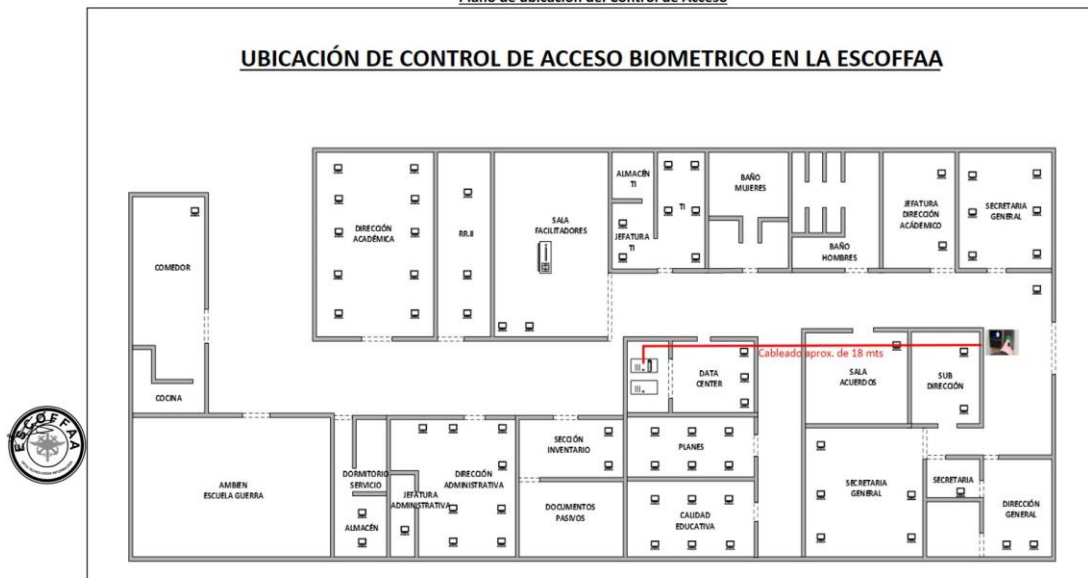 Plano de ubicación del Control de Acceso
UBICACIÓN DE CONTROL DE ACCESO BIOMETRICO EN LA ESCOFFAA
COMEDOR
COCINA
DIRECCIÓN
ACADÉMICA
RR.II
SALA
FACILITADORES
ALMACÉN
TI
JEFATURA
TI
TI
BAÑO
MUJERES
BAÑO
HOMBRES
JEFATURA
DIRECCIÓN
ACÁDEMICO
SECRETARIA
GENERAL
Cableado aprox. de 18 mts
DATA
CENTER
SALA
ACUERDOS
SUB
DIRECCIÓN
AMBIEN
ESCUELA GUERRA
DORMITORIO
SERVICIO
ALMACÉN
JEFATURA
ADMINISTRATIVA
DIRECCIÓN
ADMINISTRATIVA
SECCIÓN
INVENTARIO
DOCUMENTOS
PASIVOS
PLANES
CALIDAD
EDUCATIVA
SECRETARIA
GENERAL
SECRETARIA
DIRECCIÓN
GENERAL
ESCOFFAA